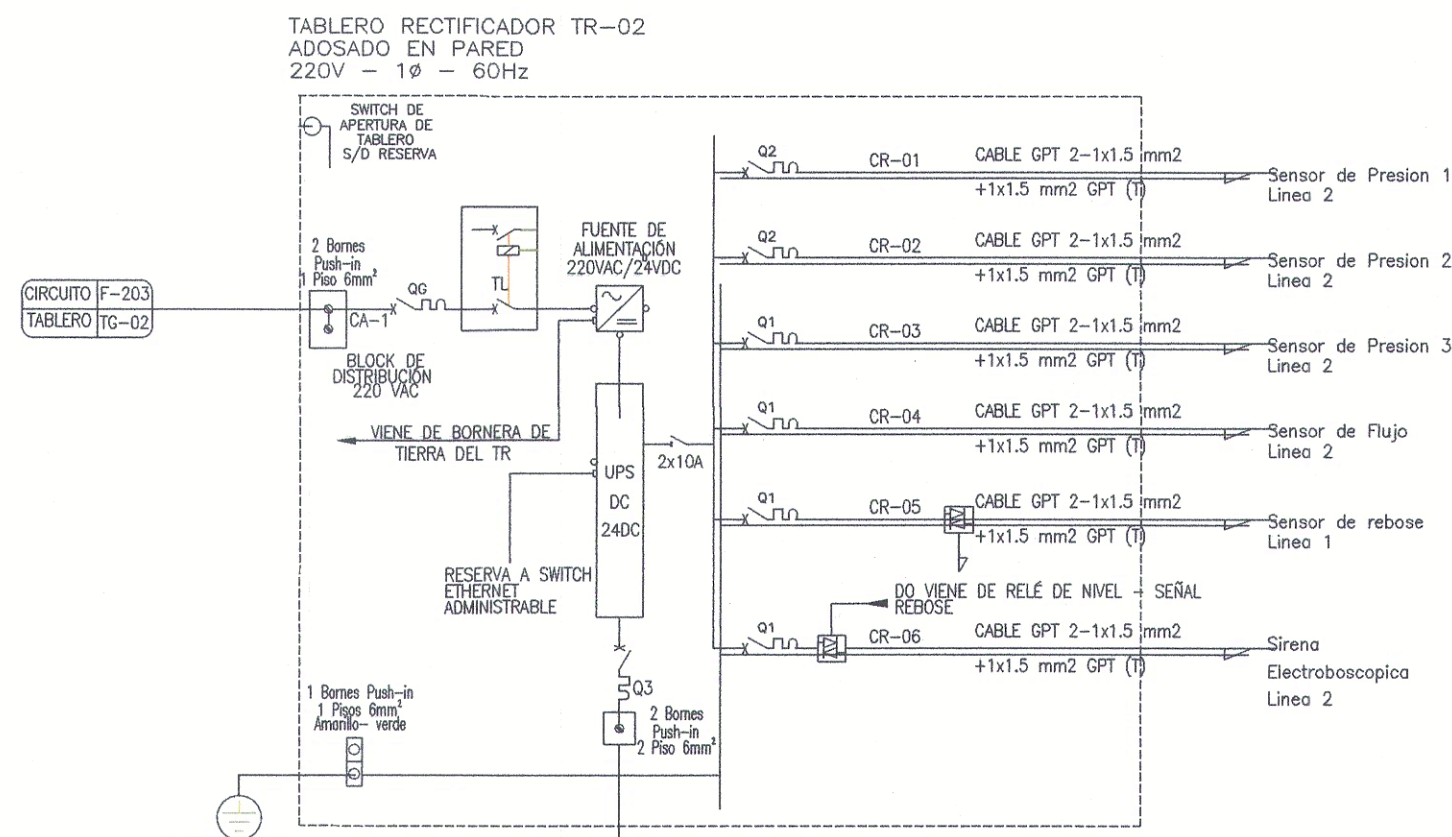 TABLERO RECTIFICADOR TR-02
ADOSADO EN PARED
220V - 1Ø - 60Hz
SWITCH DE
APERTURA DE
TABLERO
S/D RESERVA
CIRCUITO F-203
TABLERO TG-02
2 Bornes
Push-in
1 Piso 6mm²
CA-1
BLOCK DE
DISTRIBUCIÓN
220 VAC
QG
TL
FUENTE DE
ALIMENTACIÓN
220VAC/24VDC
VIENE DE BORNERA DE
TIERRA DEL TR
UPS
DC
24DC
2x10A
RESERVA A SWITCH
ETHERNET
ADMINISTRABLE
Q3
2 Bornes
Push-in
2 Piso 6mm²
1 Bornes Push-in
1 Pisos 6mm²
Amarillo- verde
Q2 CR-01 CABLE GPT 2-1x1.5 mm2
+1x1.5 mm2 GPT (T)
Sensor de Presion 1
Linea 2
Q2 CR-02 CABLE GPT 2-1x1.5 mm2
+1x1.5 mm2 GPT (T)
Sensor de Presion 2
Linea 2
Q1 CR-03 CABLE GPT 2-1x1.5 mm2
+1x1.5 mm2 GPT (T)
Sensor de Presion 3
Linea 2
Q1 CR-04 CABLE GPT 2-1x1.5 mm2
+1x1.5 mm2 GPT (T)
Sensor de Flujo
Linea 2
Q1 CR-05 CABLE GPT 2-1x1.5 mm2
+1x1.5 mm2 GPT (T)
Sensor de rebose
Linea 1
DO VIENE DE RELÉ DE NIVEL - SEÑAL
REBOSE
Q1 CR-06 CABLE GPT 2-1x1.5 mm2
+1x1.5 mm2 GPT (T)
Sirena
Electroboscopica
Linea 2